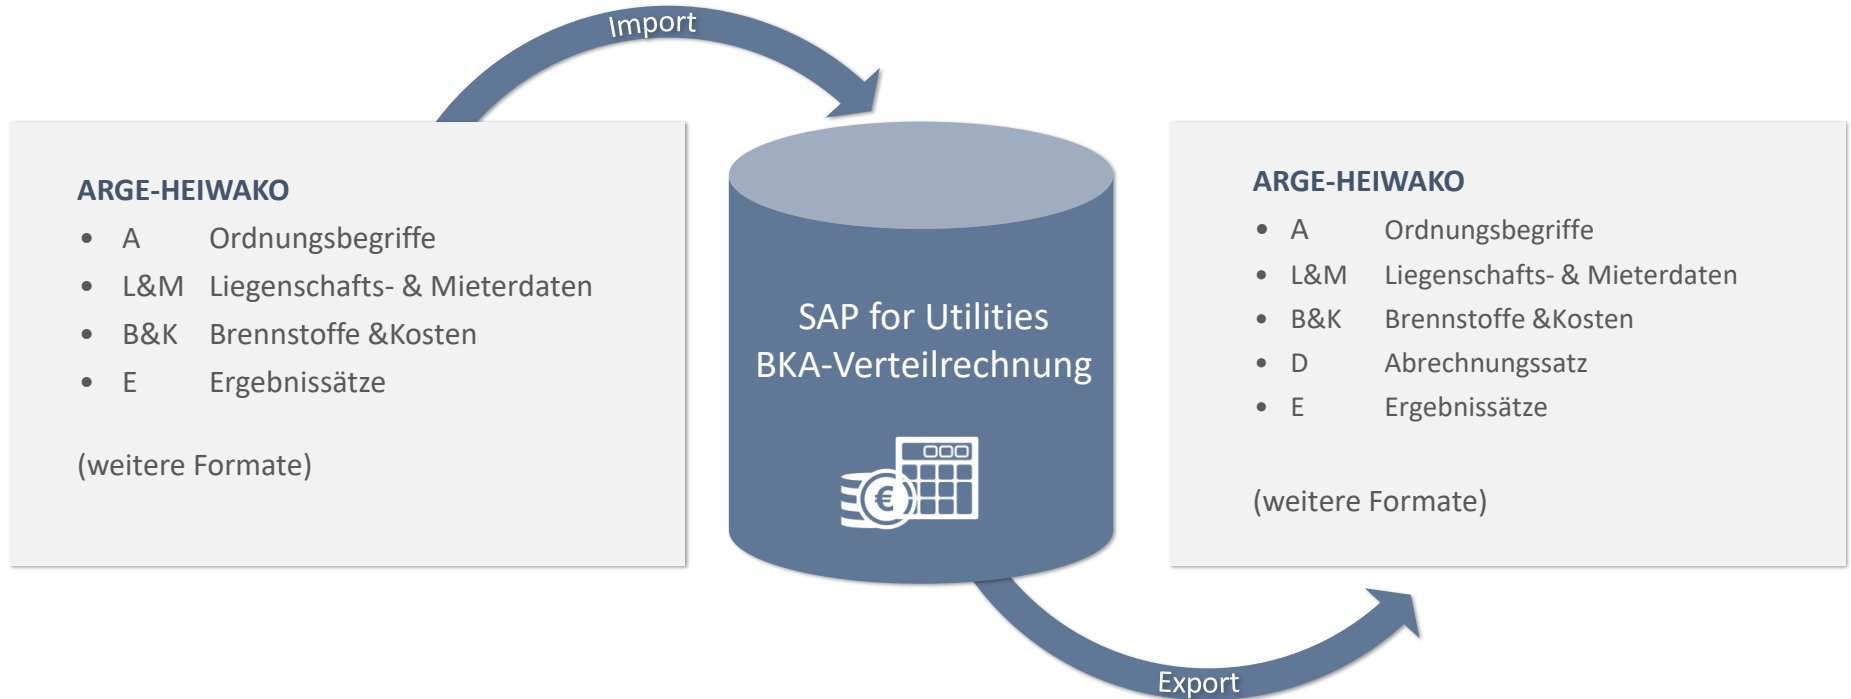 Import
ARGE-HEIWAKO
• A Ordnungsbegriffe
• L&M Liegenschafts- & Mieterdaten
• B&K Brennstoffe &Kosten
• E Ergebnissätze
(weitere Formate)
SAP for Utilities
BKA-Verteilrechnung
€
ARGE-HEIWAKO
• A Ordnungsbegriffe
• L&M Liegenschafts- & Mieterdaten
• B&K Brennstoffe &Kosten
• D Abrechnungssatz
• E Ergebnissätze
(weitere Formate)
Export